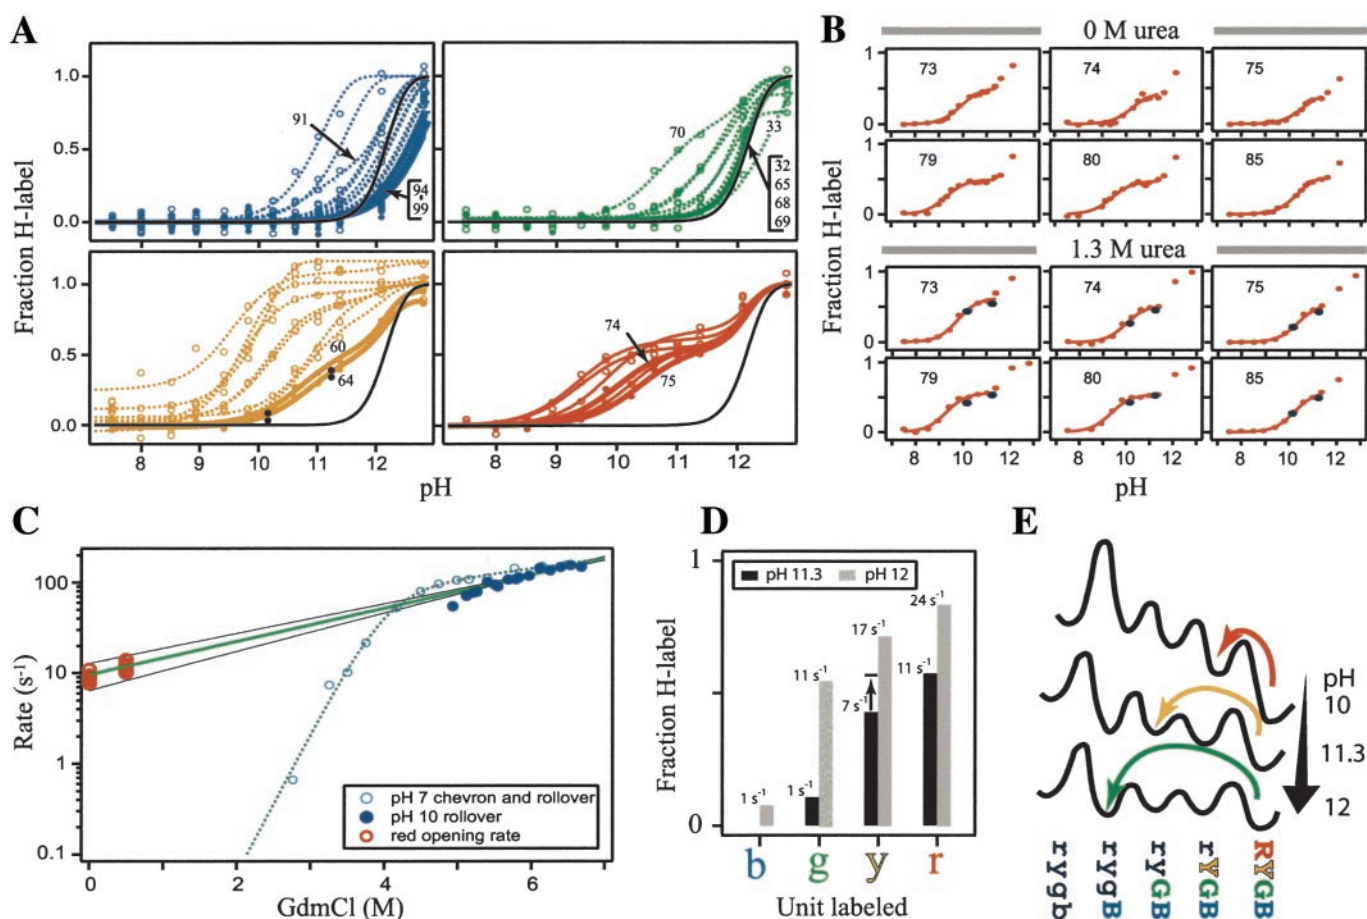 A
B
0 M urea
Fraction H-label
1.0
0.5
0.0
91
94
-
99
70
33
32
65
68
69
1.0
0.5
0.0
60
64
74
75
8 9 10 11 12
8 9 10 11 12
pH
Fraction H-label
1
0
73
74
75
1
0
79
80
85
1.3 M urea
1
0
73
74
75
1
0
79
80
85
8 10 12
8 10 12
8 10 12
pH
C
Rate (s-1)
100
10
1
0.1
0 2 4 6
GdmCl (M)
pH 7 chevron and rollover
pH 10 rollover
red opening rate
D
Fraction H-label
1
0
pH 11.3
pH 12
1 s-1
1 s-1
11 s-1
7 s-1
17 s-1
11 s-1
24 s-1
b g y r
Unit labeled
E
pH
10
11.3
12
rygb
rygB
ryGB
rYGB
RYGB